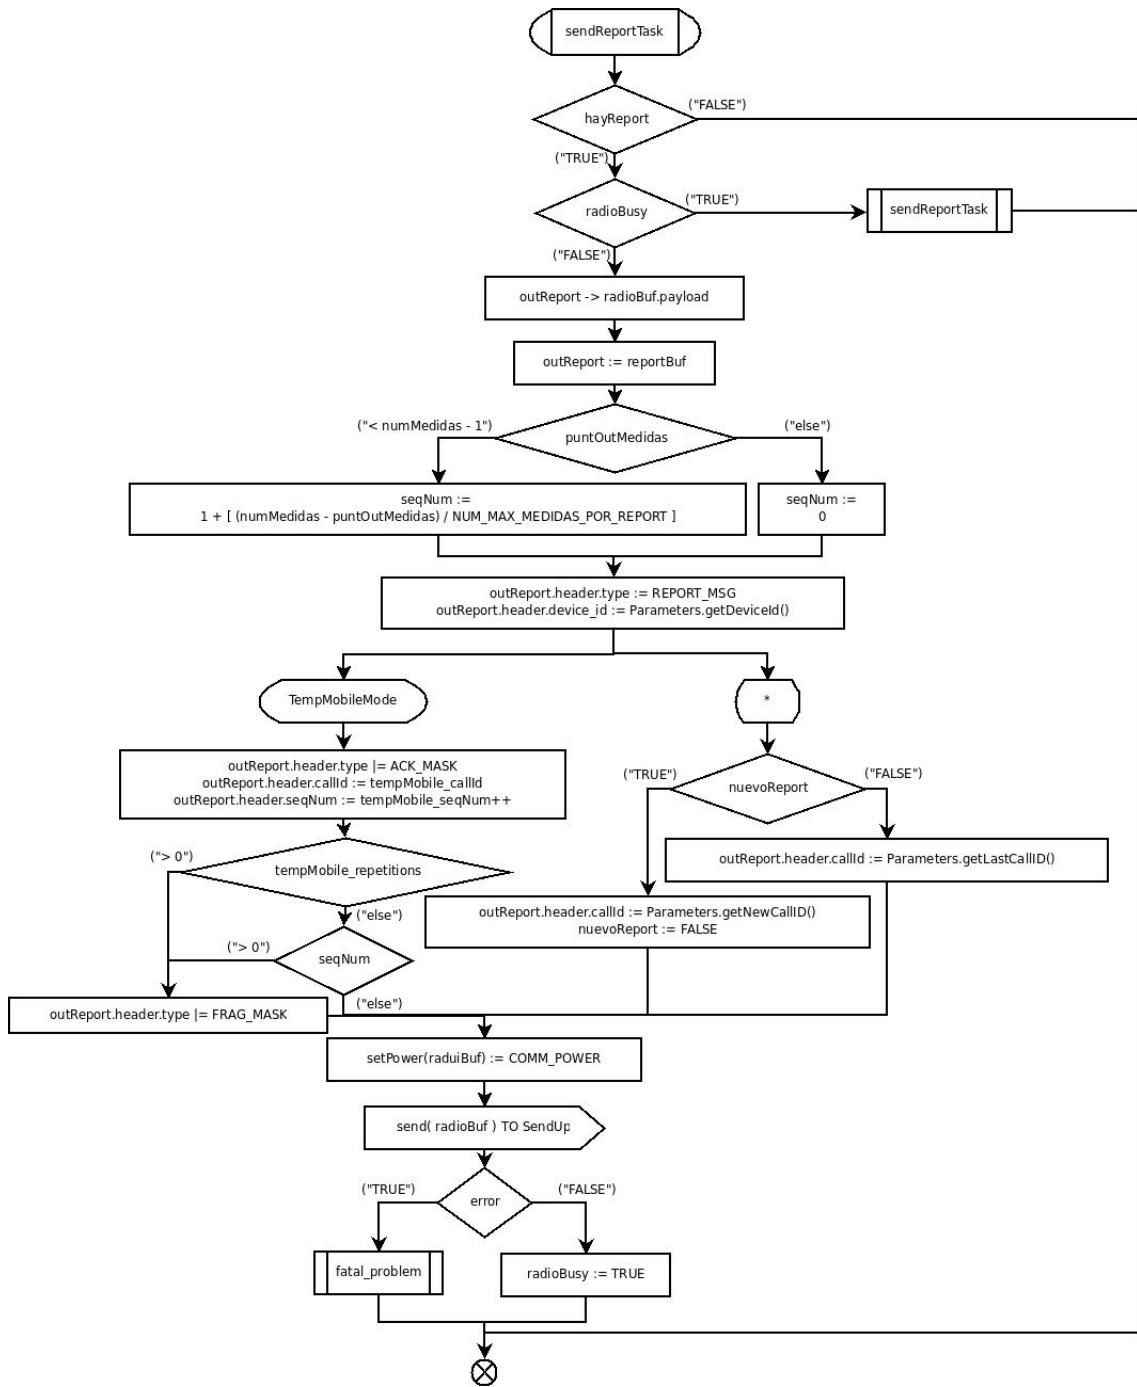 sendReportTask
("FALSE")
hayReport
("TRUE")
("TRUE")
radioBusy
sendReportTask
("FALSE")
outReport -> radioBuf.payload
outReport := reportBuf
("< numMedidas - 1")
("else")
puntOutMedidas
seqNum :=
1 + [ (numMedidas - puntOutMedidas) / NUM_MAX_MEDIDAS_POR_REPORT ]
seqNum :=
0
outReport.header.type := REPORT_MSG
outReport.header.device_id := Parameters.getDeviceId()
TempMobileMode
*
outReport.header.type |= ACK_MASK
outReport.header.callId := tempMobile_callId
outReport.header.seqNum := tempMobile_seqNum++
("TRUE")
("FALSE")
nuevoReport
("> 0")
tempMobile_repetitions
outReport.header.callId := Parameters.getLastCallID()
("else")
outReport.header.callId := Parameters.getNewCallID()
nuevoReport := FALSE
("> 0")
seqNum
("else")
outReport.header.type |= FRAG_MASK
setPower(raduiBuf) := COMM_POWER
send( radioBuf ) TO SendUp
("TRUE")
("FALSE")
error
fatal_problem
radioBusy := TRUE